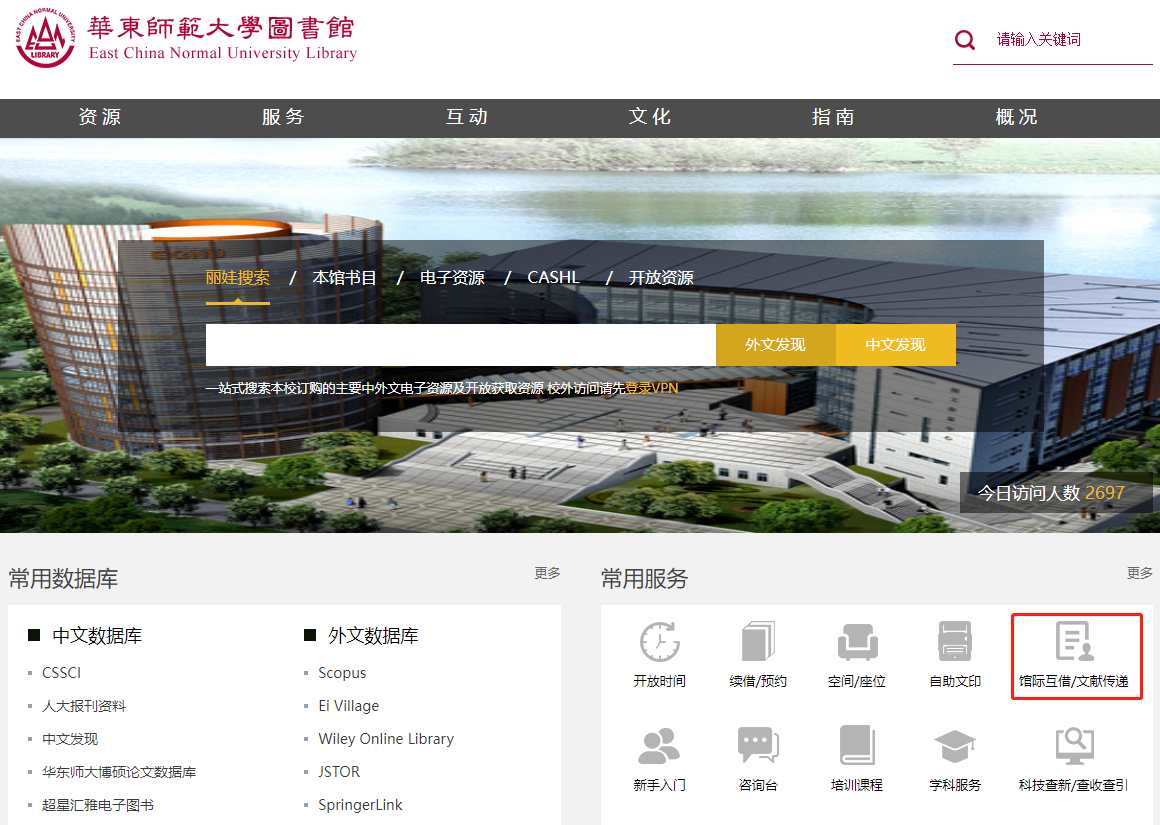 華東師範大學圖書館
East China Normal University Library
EAST CHINA NORMAL UNIVERSITY
LIBRARY
请输入关键词
资源 服务 互动 文化 指南 概况
丽娃搜索 / 本馆书目 / 电子资源 / CASHL / 开放资源
外文发现 中文发现
一站式搜索本校订购的主要中外文电子资源及开放获取资源 校外访问请先登录VPN
今日访问人数 2697
常用数据库 更多
中文数据库
CSSCI
人大报刊资料
中文发现
华东师大博硕论文数据库
超星汇雅电子图书
外文数据库
Scopus
Ei Village
Wiley Online Library
JSTOR
SpringerLink
常用服务 更多
开放时间 续借/预约 空间/座位 自助文印 馆际互借/文献传递
新手入门 咨询台 培训课程 学科服务 科技查新/查收查引